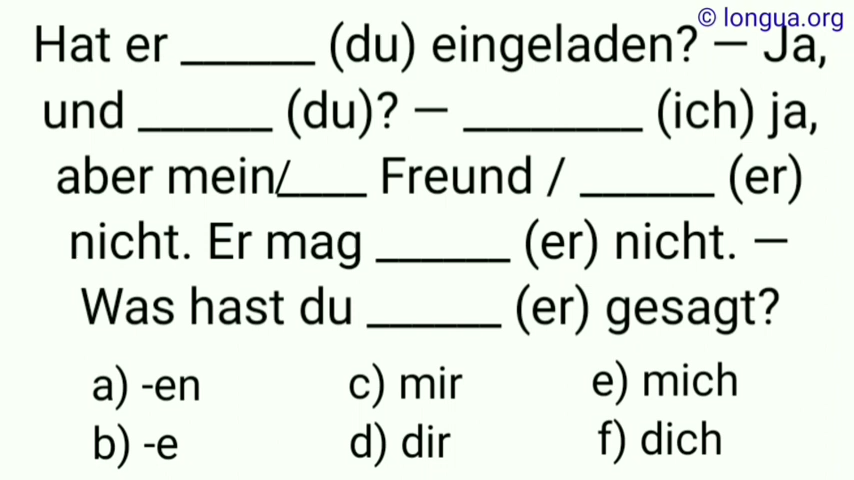 © longua.org
Hat er ______ (du) eingeladen? — Ja,
und ______ (du)? — ________ (ich) ja,
aber mein/____ Freund / ______ (er)
nicht. Er mag ______ (er) nicht. —
Was hast du ______ (er) gesagt?
a) -en c) mir e) mich
b) -e d) dir f) dich